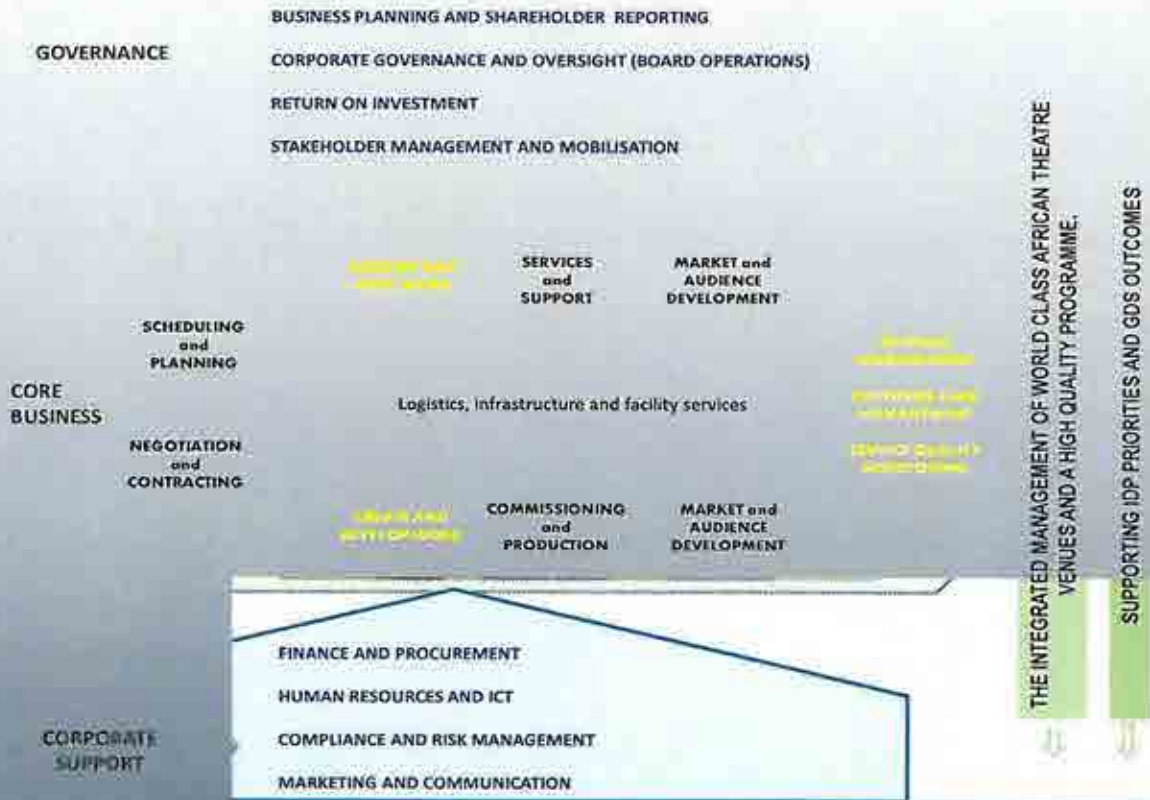 BUSINESS PLANNING AND SHAREHOLDER REPORTING
GOVERNANCE
CORPORATE GOVERNANCE AND OVERSIGHT (BOARD OPERATIONS)
RETURN ON INVESTMENT
STAKEHOLDER MANAGEMENT AND MOBILISATION
SERVICES
and
SUPPORT
MARKET and
AUDIENCE
DEVELOPMENT
SCHEDULING
and
PLANNING
CORE
BUSINESS
Logistics, infrastructure and facility services
NEGOTIATION
and
CONTRACTING
SERVICE QUALITY
CREATE AND
COMMISSIONING
and
PRODUCTION
MARKET and
AUDIENCE
DEVELOPMENT
FINANCE AND PROCUREMENT
HUMAN RESOURCES AND ICT
CORPORATE
SUPPORT
COMPLIANCE AND RISK MANAGEMENT
MARKETING AND COMMUNICATION
THE INTEGRATED MANAGEMENT OF WORLD CLASS AFRICAN THEATRE
VENUES AND A HIGH QUALITY PROGRAMME,
SUPPORTING IDP PRIORITIES AND GDS OUTCOMES